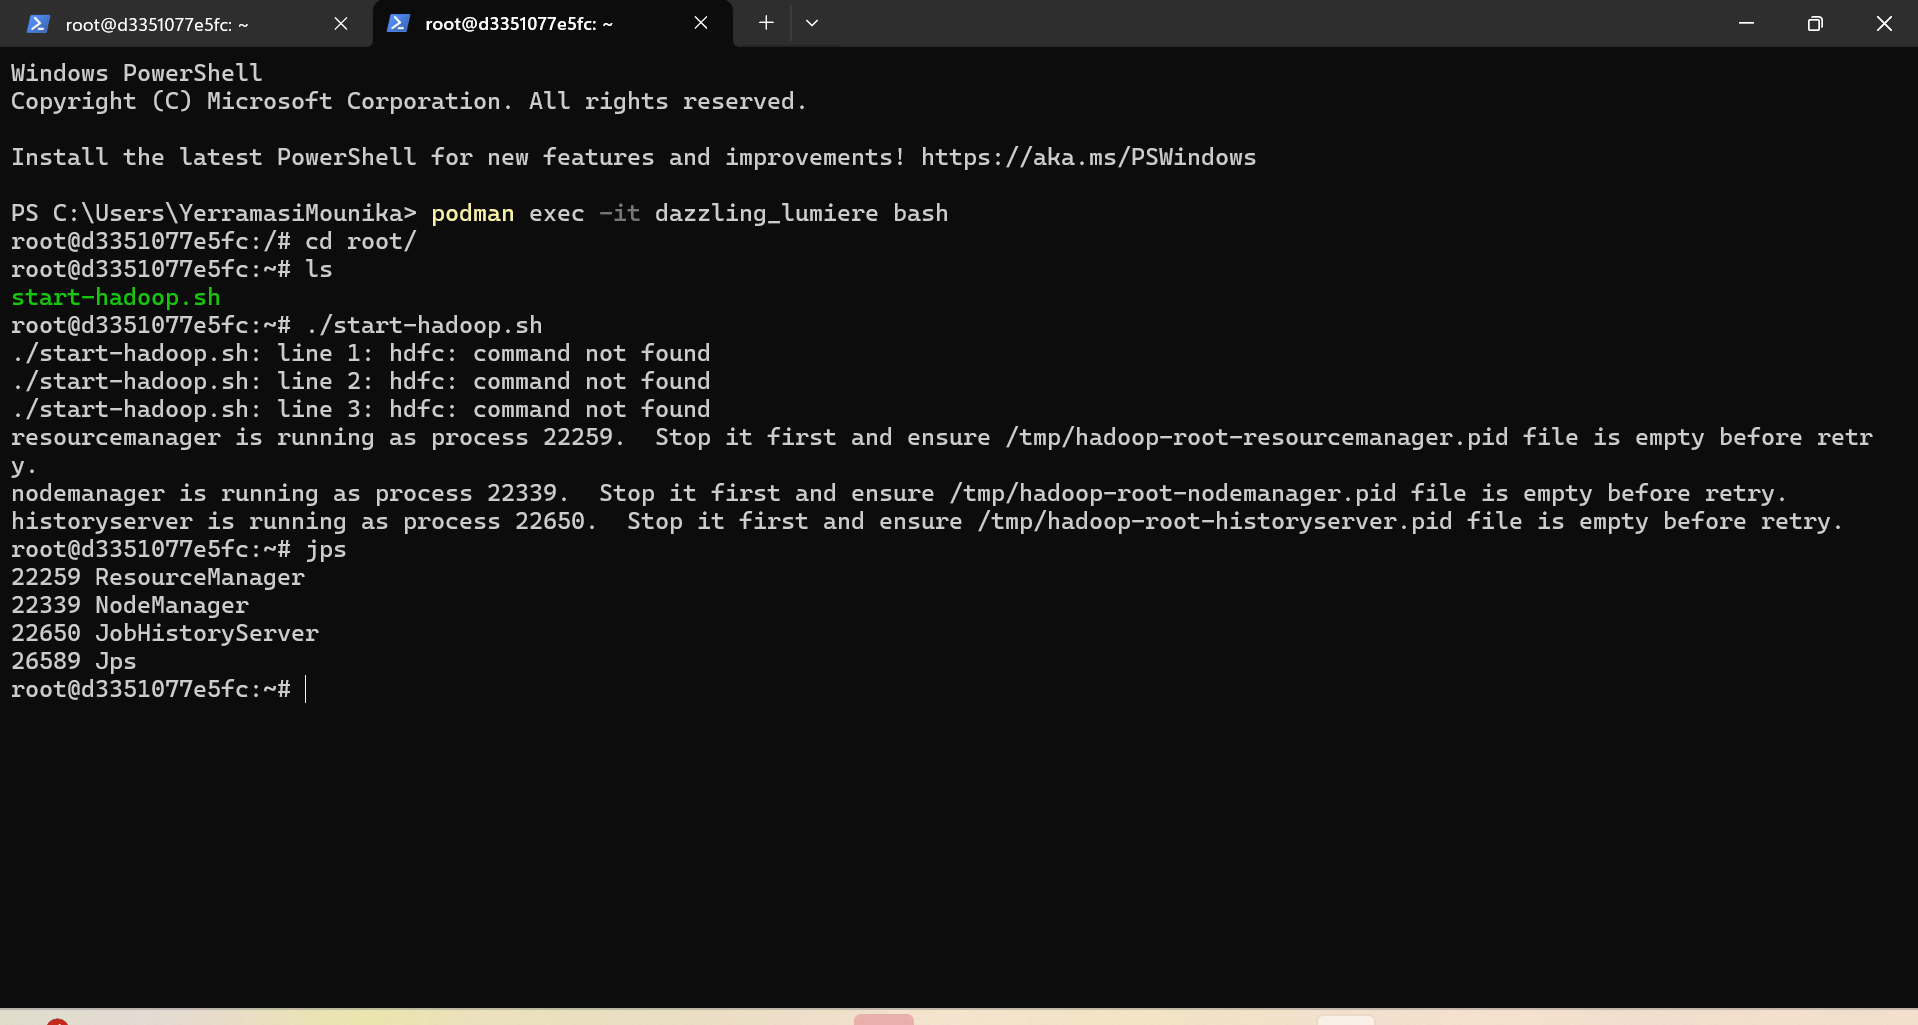 root@d3351077e5fc: ~
root@d3351077e5fc: ~
Windows PowerShell
Copyright (C) Microsoft Corporation. All rights reserved.
Install the latest PowerShell for new features and improvements! https://aka.ms/PSWindows
PS C:\Users\YerramasiMounika> podman exec -it dazzling_lumiere bash
root@d3351077e5fc:/# cd root/
root@d3351077e5fc:~# ls
start-hadoop.sh
root@d3351077e5fc:~# ./start-hadoop.sh
./start-hadoop.sh: line 1: hdfc: command not found
./start-hadoop.sh: line 2: hdfc: command not found
./start-hadoop.sh: line 3: hdfc: command not found
resourcemanager is running as process 22259.  Stop it first and ensure /tmp/hadoop-root-resourcemanager.pid file is empty before retr
y.
nodemanager is running as process 22339.  Stop it first and ensure /tmp/hadoop-root-nodemanager.pid file is empty before retry.
historyserver is running as process 22650.  Stop it first and ensure /tmp/hadoop-root-historyserver.pid file is empty before retry.
root@d3351077e5fc:~# jps
22259 ResourceManager
22339 NodeManager
22650 JobHistoryServer
26589 Jps
root@d3351077e5fc:~#